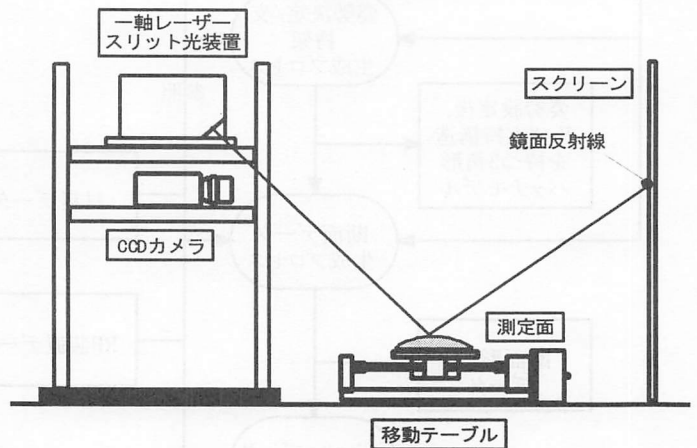 一軸レーザー
スリット光装置
スクリーン
鏡面反射線
CCDカメラ
測定面
移動テーブル